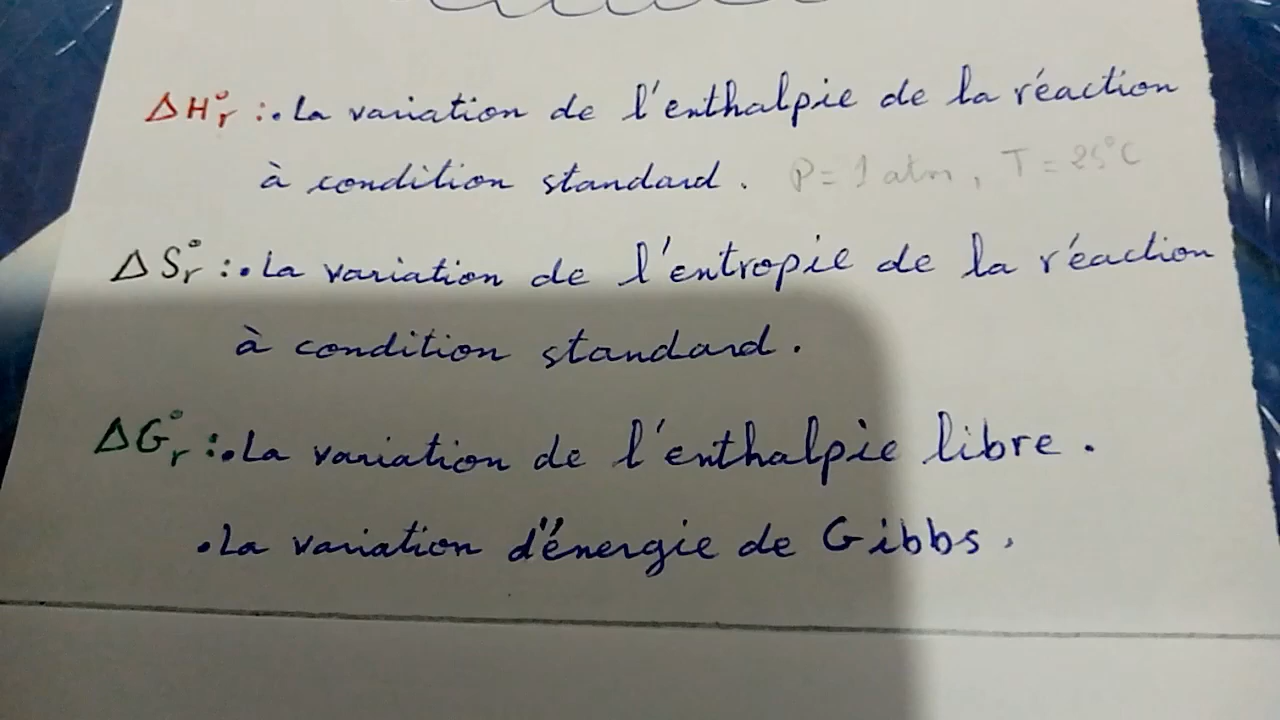 ΔH°r :. La variation de l'enthalpie de la réaction
à condition standard. P = 1 atm, T = 25°C
ΔS°r :. La variation de l'entropie de la réaction
à condition standard.
ΔG°r :. La variation de l'enthalpie libre.
. La variation d'énergie de Gibbs.